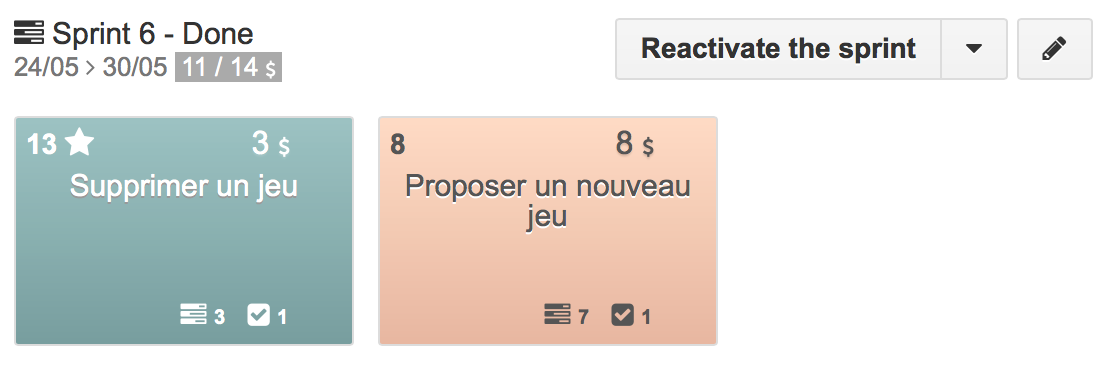 Sprint 6 - Done
24/05 > 30/05 11 / 14 $
Reactivate the sprint
13 3 $
Supprimer un jeu
3 1
8 8 $
Proposer un nouveau
jeu
7 1